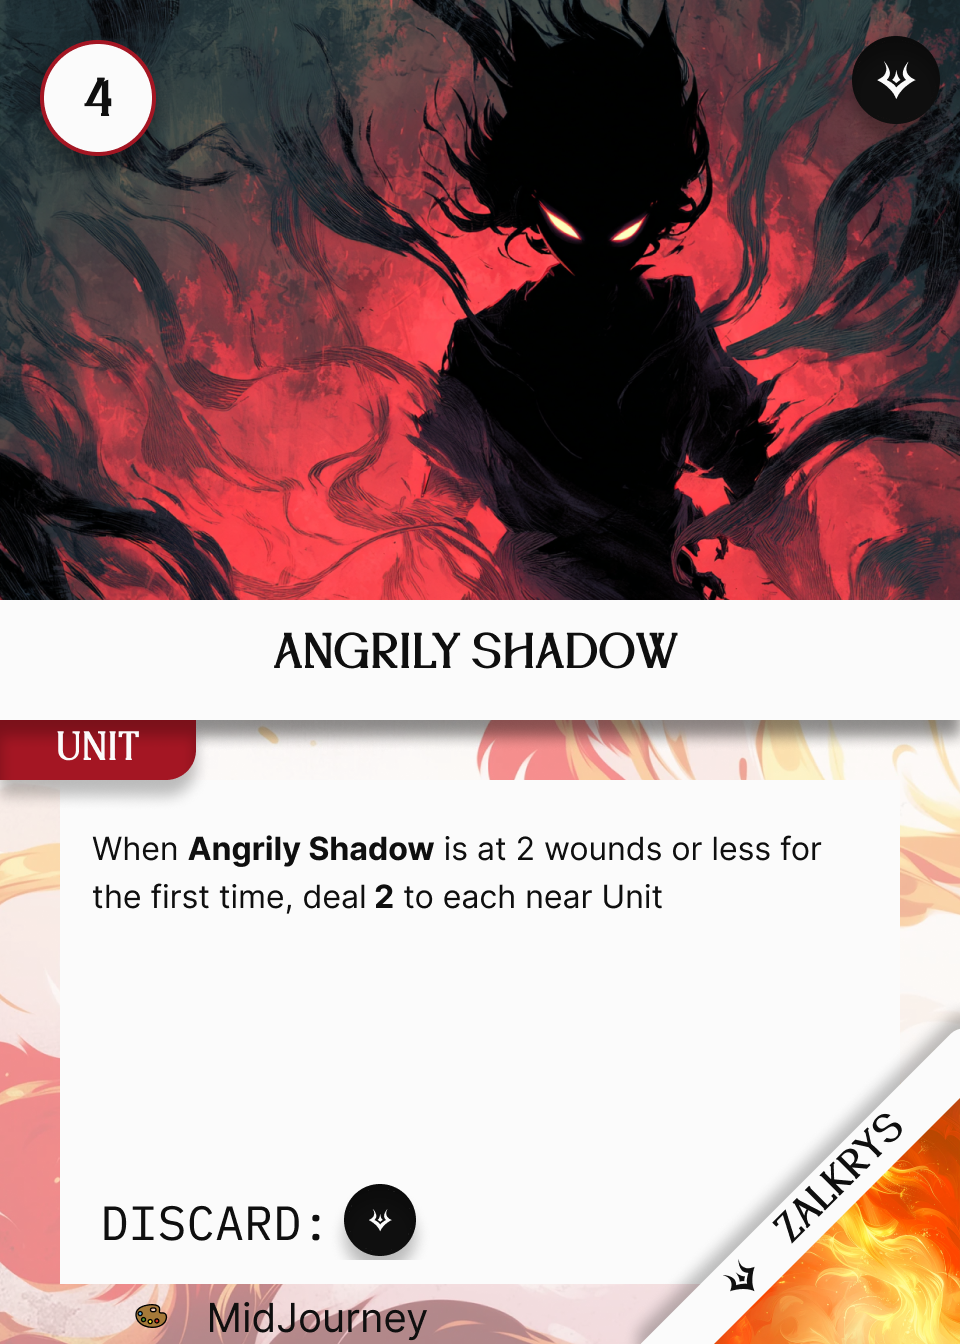 4
ANGRILY SHADOW
UNIT
When Angrily Shadow is at 2 wounds or less for
the first time, deal 2 to each near Unit
DISCARD:
ZALKRYS
MidJourney